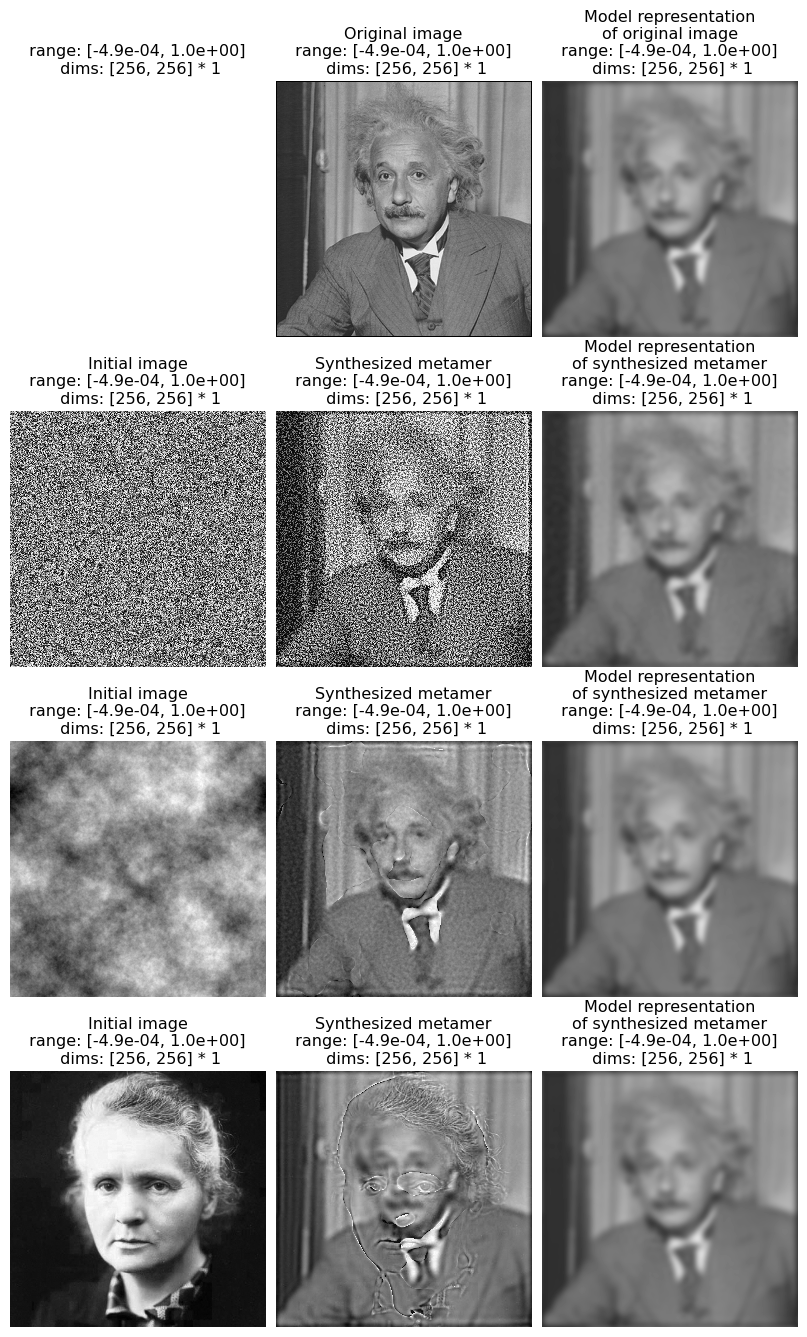 range: [-4.9e-04, 1.0e+00]
dims: [256, 256] * 1
Original image
range: [-4.9e-04, 1.0e+00]
dims: [256, 256] * 1
Model representation
of original image
range: [-4.9e-04, 1.0e+00]
dims: [256, 256] * 1
Initial image
range: [-4.9e-04, 1.0e+00]
dims: [256, 256] * 1
Synthesized metamer
range: [-4.9e-04, 1.0e+00]
dims: [256, 256] * 1
Model representation
of synthesized metamer
range: [-4.9e-04, 1.0e+00]
dims: [256, 256] * 1
Initial image
range: [-4.9e-04, 1.0e+00]
dims: [256, 256] * 1
Synthesized metamer
range: [-4.9e-04, 1.0e+00]
dims: [256, 256] * 1
Model representation
of synthesized metamer
range: [-4.9e-04, 1.0e+00]
dims: [256, 256] * 1
Initial image
range: [-4.9e-04, 1.0e+00]
dims: [256, 256] * 1
Synthesized metamer
range: [-4.9e-04, 1.0e+00]
dims: [256, 256] * 1
Model representation
of synthesized metamer
range: [-4.9e-04, 1.0e+00]
dims: [256, 256] * 1